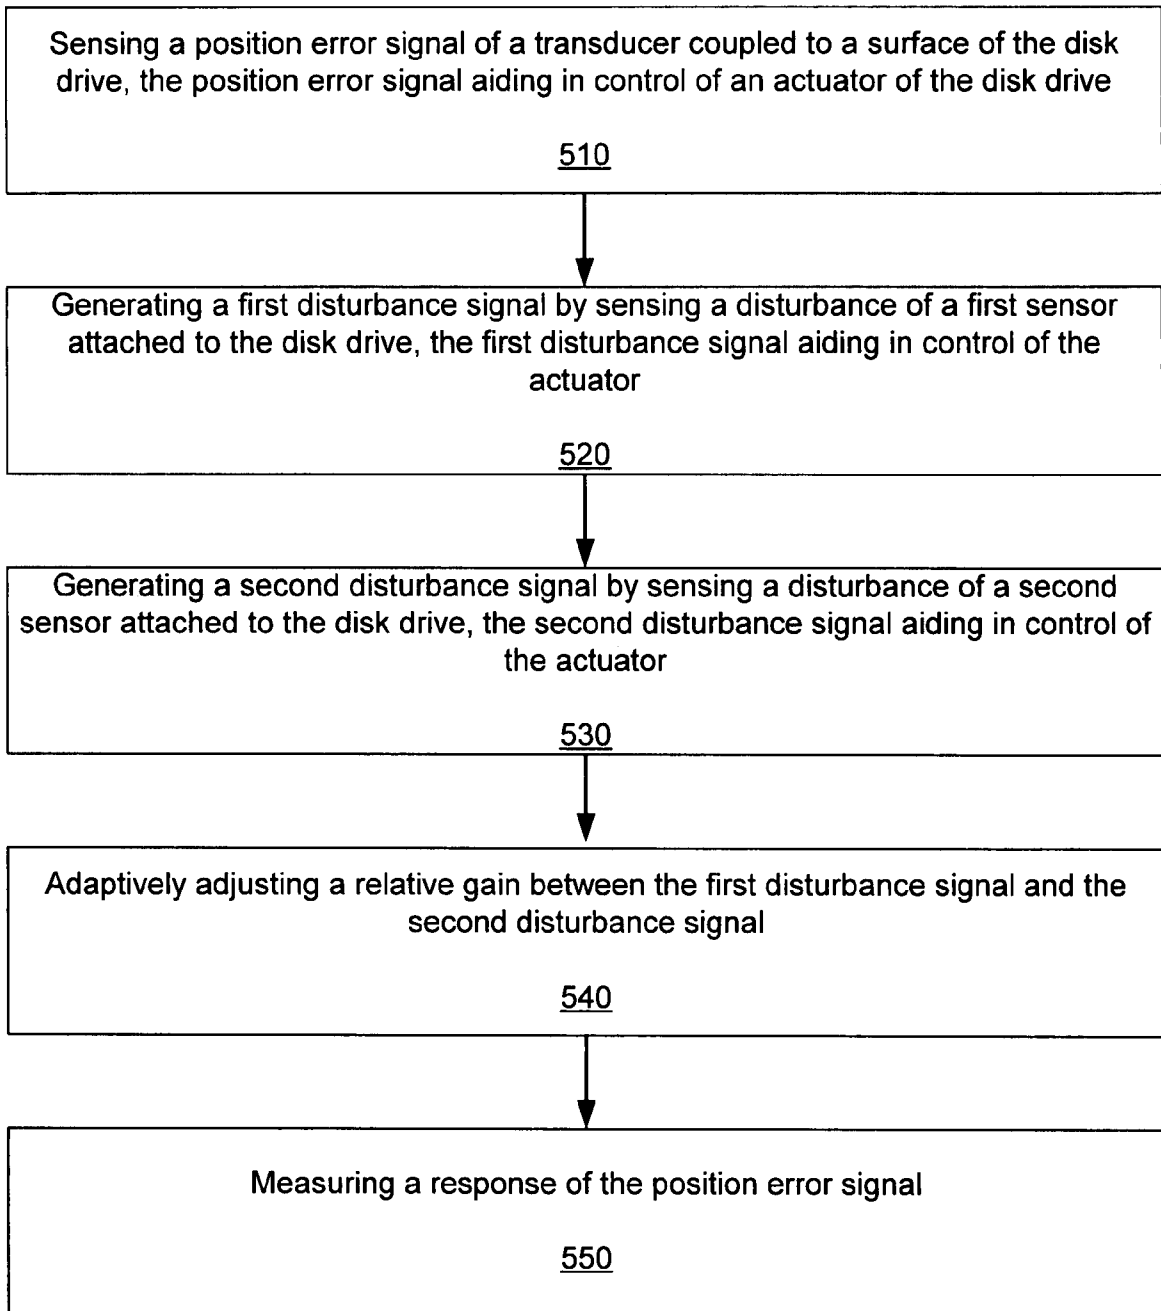 Sensing a position error signal of a transducer coupled to a surface of the disk
drive, the position error signal aiding in control of an actuator of the disk drive
510
Generating a first disturbance signal by sensing a disturbance of a first sensor
attached to the disk drive, the first disturbance signal aiding in control of the
actuator
520
Generating a second disturbance signal by sensing a disturbance of a second
sensor attached to the disk drive, the second disturbance signal aiding in control of
the actuator
530
Adaptively adjusting a relative gain between the first disturbance signal and the
second disturbance signal
540
Measuring a response of the position error signal
550